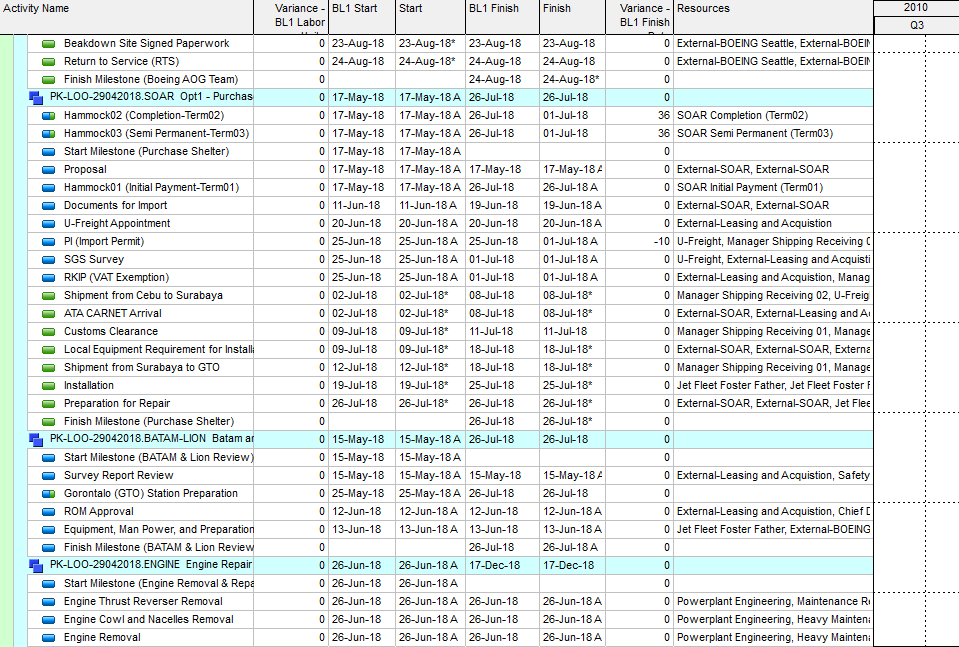 Activity Name Variance - BL1 Labor BL1 Start Start BL1 Finish Finish Variance - BL1 Finish Resources 2010
Q3
Beakdown Site Signed Paperwork 0 23-Aug-18 23-Aug-18* 23-Aug-18 23-Aug-18 0 External-BOEING Seattle, External-BOEIN
Return to Service (RTS) 0 24-Aug-18 24-Aug-18* 24-Aug-18 24-Aug-18 0 External-BOEING Seattle, External-BOEIN
Finish Milestone (Boeing AOG Team) 0 24-Aug-18 24-Aug-18* 0
PK-LOO-29042018.SOAR Opt1 - Purchas 0 17-May-18 17-May-18 A 26-Jul-18 26-Jul-18 0
Hammock02 (Completion-Term02) 0 17-May-18 17-May-18 A 26-Jul-18 01-Jul-18 36 SOAR Completion (Term02)
Hammock03 (Semi Permanent-Term03) 0 17-May-18 17-May-18 A 26-Jul-18 01-Jul-18 36 SOAR Semi Permanent (Term03)
Start Milestone (Purchase Shelter) 0 17-May-18 17-May-18 A 0
Proposal 0 17-May-18 17-May-18 A 17-May-18 17-May-18 A 0 External-SOAR, External-SOAR
Hammock01 (Initial Payment-Term01) 0 17-May-18 17-May-18 A 26-Jul-18 26-Jul-18 A 0 SOAR Initial Payment (Term01)
Documents for Import 0 11-Jun-18 11-Jun-18 A 19-Jun-18 19-Jun-18 A 0 External-SOAR, External-SOAR
U-Freight Appointment 0 20-Jun-18 20-Jun-18 A 20-Jun-18 20-Jun-18 A 0 External-Leasing and Acquisition
PI (Import Permit) 0 25-Jun-18 25-Jun-18 A 25-Jun-18 01-Jul-18 A -10 U-Freight, Manager Shipping Receiving
SGS Survey 0 25-Jun-18 25-Jun-18 A 01-Jul-18 01-Jul-18 A 0 U-Freight, External-Leasing and Acquisti
RKIP (VAT Exemption) 0 25-Jun-18 25-Jun-18 A 01-Jul-18 01-Jul-18 A 0 External-Leasing and Acquisition, Manag
Shipment from Cebu to Surabaya 0 02-Jul-18 02-Jul-18* 08-Jul-18 08-Jul-18* 0 Manager Shipping Receiving 02, U-Freig
ATA CARNET Arrival 0 02-Jul-18 02-Jul-18* 08-Jul-18 08-Jul-18* 0 External-SOAR, External-Leasing and A
Customs Clearance 0 09-Jul-18 09-Jul-18* 11-Jul-18 11-Jul-18 0 Manager Shipping Receiving 01, Manage
Local Equipment Requirement for Install 0 09-Jul-18 09-Jul-18* 18-Jul-18 18-Jul-18* 0 External-SOAR, External-SOAR, Externa
Shipment from Surabaya to GTO 0 12-Jul-18 12-Jul-18* 18-Jul-18 18-Jul-18* 0 Manager Shipping Receiving 01, Manage
Installation 0 19-Jul-18 19-Jul-18* 25-Jul-18 25-Jul-18* 0 Jet Fleet Foster Father, Jet Fleet Foster F
Preparation for Repair 0 26-Jul-18 26-Jul-18* 26-Jul-18 26-Jul-18* 0 External-SOAR, External-SOAR, Jet Flee
Finish Milestone (Purchase Shelter) 0 26-Jul-18 26-Jul-18* 0
PK-LOO-29042018.BATAM-LION Batam an 0 15-May-18 15-May-18 A 26-Jul-18 26-Jul-18 0
Start Milestone (BATAM & Lion Review) 0 15-May-18 15-May-18 A 0
Survey Report Review 0 15-May-18 15-May-18 A 15-May-18 15-May-18 A 0 External-Leasing and Acquisition, Safety
Gorontalo (GTO) Station Preparation 0 25-May-18 25-May-18 A 26-Jul-18 26-Jul-18 0
ROM Approval 0 12-Jun-18 12-Jun-18 A 12-Jun-18 12-Jun-18 A 0 External-Leasing and Acquisition, Chief
Equipment, Man Power, and Preparation 0 13-Jun-18 13-Jun-18 A 13-Jun-18 13-Jun-18 A 0 Jet Fleet Foster Father, External-BOEING
Finish Milestone (BATAM & Lion Review 0 26-Jul-18 26-Jul-18 A 0
PK-LOO-29042018.ENGINE Engine Repair 0 26-Jun-18 26-Jun-18 A 17-Dec-18 17-Dec-18 0
Start Milestone (Engine Removal & Repa 0 26-Jun-18 26-Jun-18 A 0
Engine Thrust Reverser Removal 0 26-Jun-18 26-Jun-18 A 26-Jun-18 26-Jun-18 A 0 Powerplant Engineering, Maintenance R
Engine Cowl and Nacelles Removal 0 26-Jun-18 26-Jun-18 A 26-Jun-18 26-Jun-18 A 0 Powerplant Engineering, Heavy Mainten
Engine Removal 0 26-Jun-18 26-Jun-18 A 26-Jun-18 26-Jun-18 A 0 Powerplant Engineering, Heavy Mainten